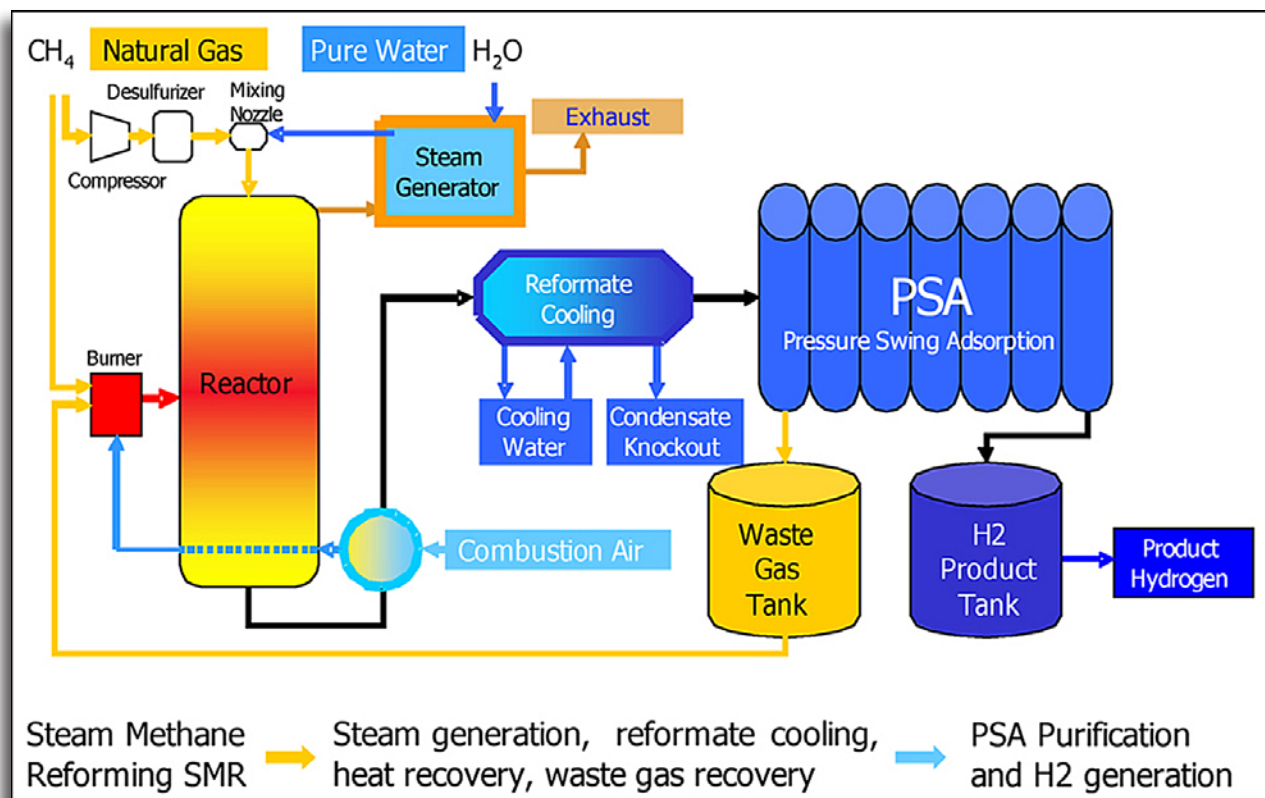 CH₄ Natural Gas Pure Water H₂O
Desulfurizer
Mixing
Nozzle
Exhaust
Compressor
Steam
Generator
Reformate
Cooling
PSA
Pressure Swing Adsorption
Burner
Reactor
Cooling
Water
Condensate
Knockout
Combustion Air
Waste
Gas
Tank
H2
Product
Tank
Product
Hydrogen
Steam Methane
Reforming SMR
Steam generation, reformate cooling,
heat recovery, waste gas recovery
PSA Purification
and H2 generation